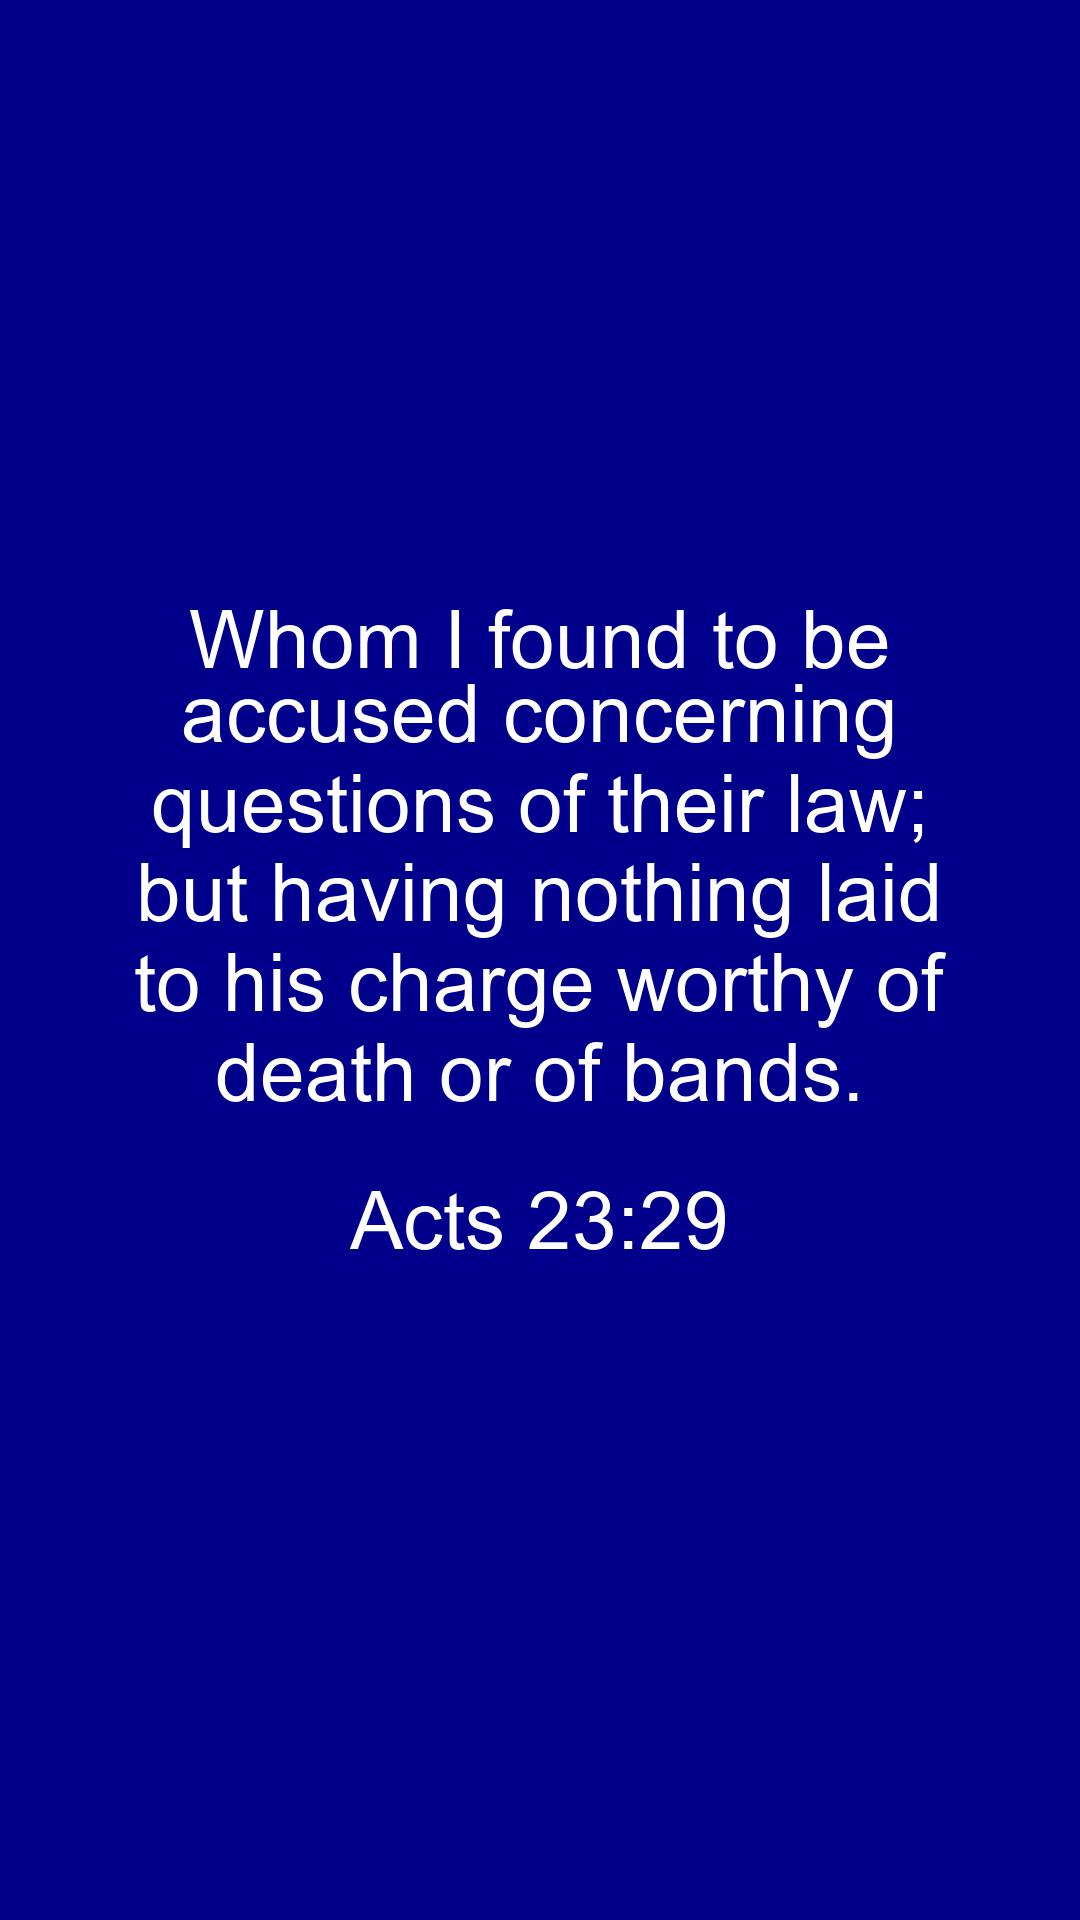 Whom I found to be
accused concerning
questions of their law;
but having nothing laid
to his charge worthy of
death or of bands.
Acts 23:29